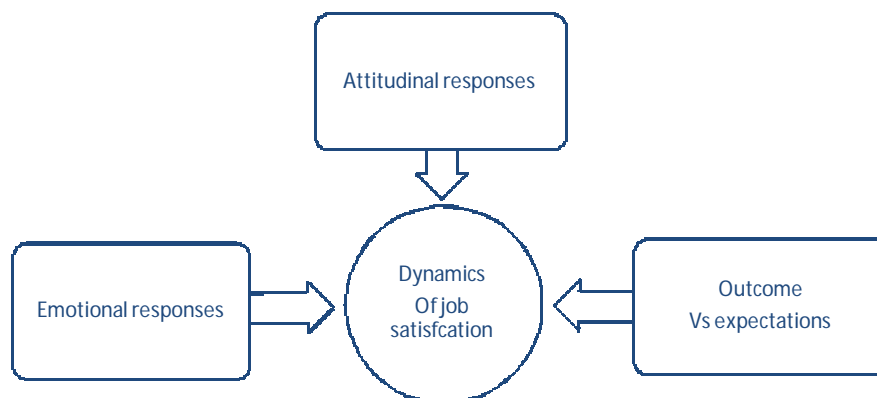 Attitudinal responses
Emotional responses
Dynamics
Of job
satisfcation
Outcome
Vs expectations